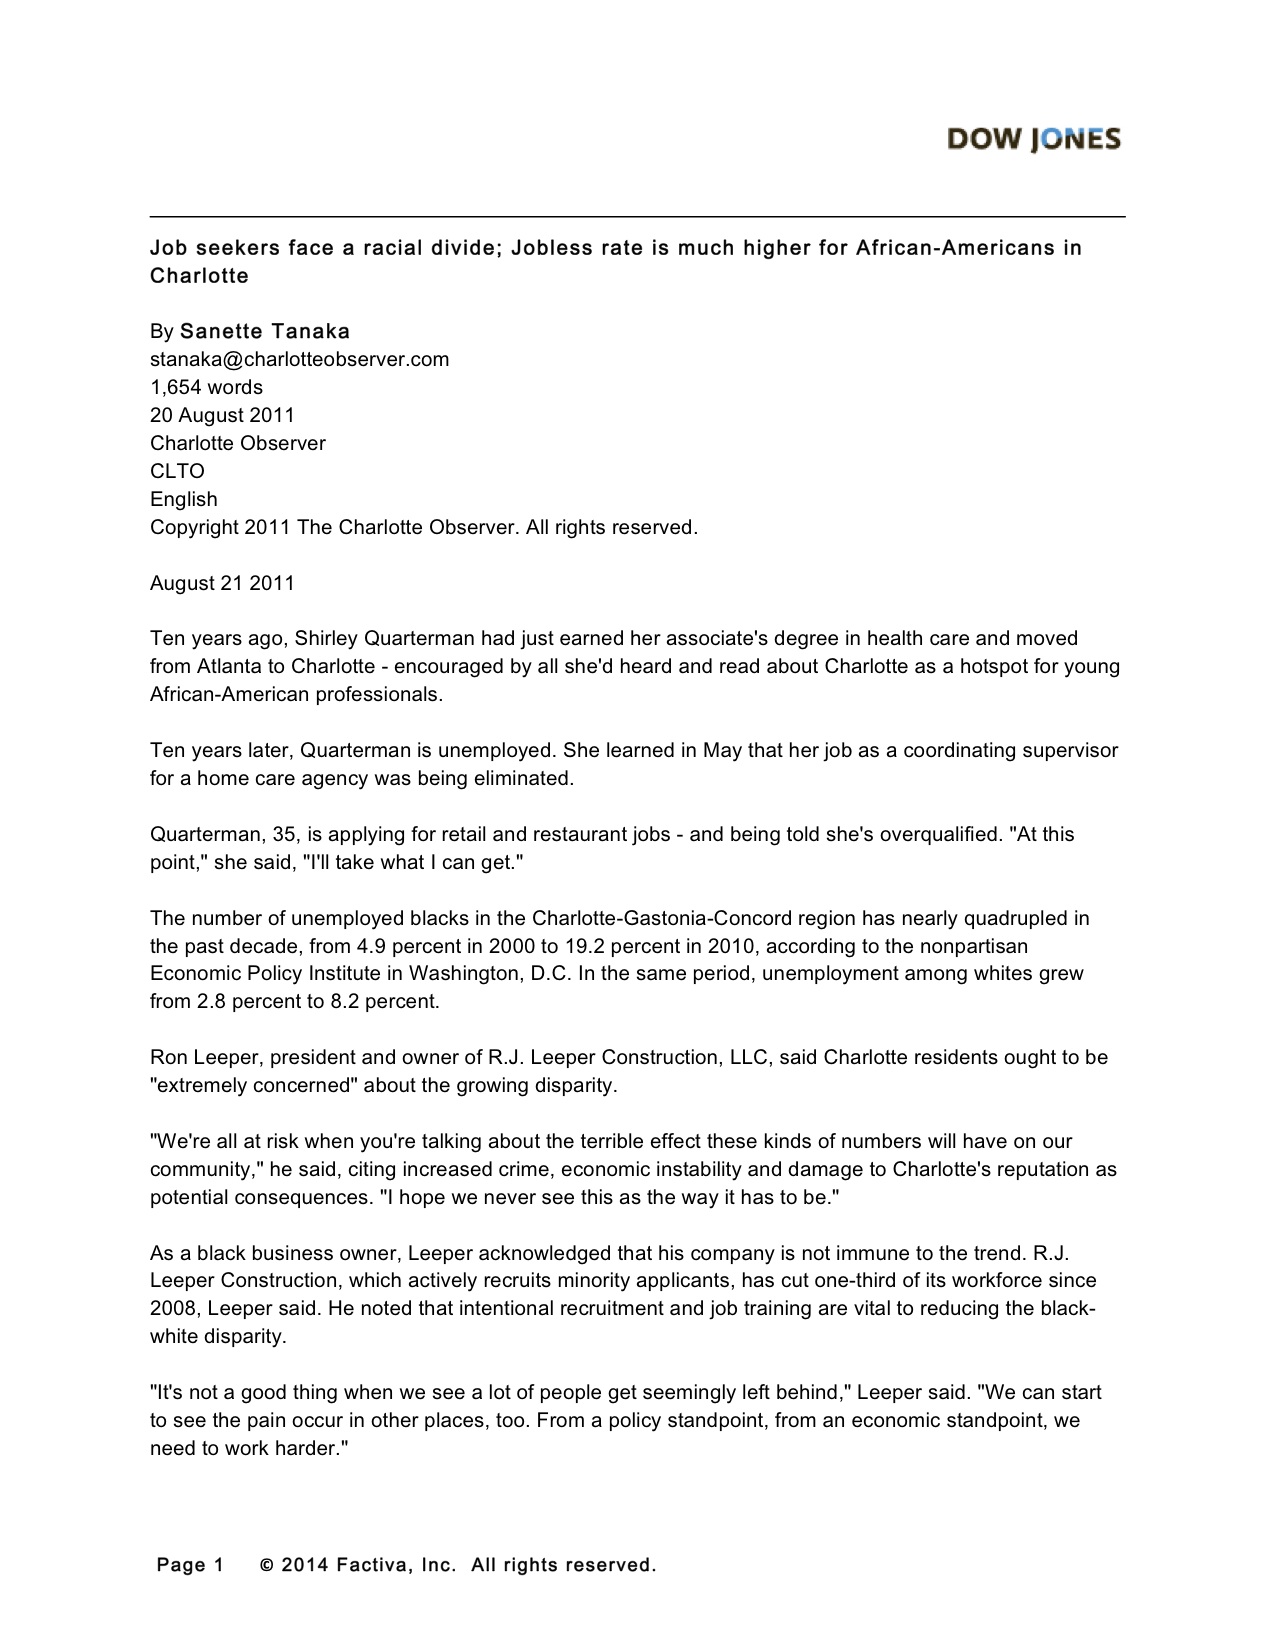 DOW JONES
Job seekers face a racial divide; Jobless rate is much higher for African-Americans in
Charlotte
By Sanette Tanaka
stanaka@charlotteobserver.com
1,654 words
20 August 2011
Charlotte Observer
CLTO
English
Copyright 2011 The Charlotte Observer. All rights reserved.
August 21 2011
Ten years ago, Shirley Quarterman had just earned her associate's degree in health care and moved
from Atlanta to Charlotte - encouraged by all she'd heard and read about Charlotte as a hotspot for young
African-American professionals.
Ten years later, Quarterman is unemployed. She learned in May that her job as a coordinating supervisor
for a home care agency was being eliminated.
Quarterman, 35, is applying for retail and restaurant jobs - and being told she's overqualified. "At this
point," she said, "I'll take what I can get."
The number of unemployed blacks in the Charlotte-Gastonia-Concord region has nearly quadrupled in
the past decade, from 4.9 percent in 2000 to 19.2 percent in 2010, according to the nonpartisan
Economic Policy Institute in Washington, D.C. In the same period, unemployment among whites grew
from 2.8 percent to 8.2 percent.
Ron Leeper, president and owner of R.J. Leeper Construction, LLC, said Charlotte residents ought to be
"extremely concerned" about the growing disparity.
"We're all at risk when you're talking about the terrible effect these kinds of numbers will have on our
community," he said, citing increased crime, economic instability and damage to Charlotte's reputation as
potential consequences. "I hope we never see this as the way it has to be."
As a black business owner, Leeper acknowledged that his company is not immune to the trend. R.J.
Leeper Construction, which actively recruits minority applicants, has cut one-third of its workforce since
2008, Leeper said. He noted that intentional recruitment and job training are vital to reducing the black-
white disparity.
"It's not a good thing when we see a lot of people get seemingly left behind," Leeper said. "We can start
to see the pain occur in other places, too. From a policy standpoint, from an economic standpoint, we
need to work harder."
Page 1 © 2014 Factiva, Inc. All rights reserved.